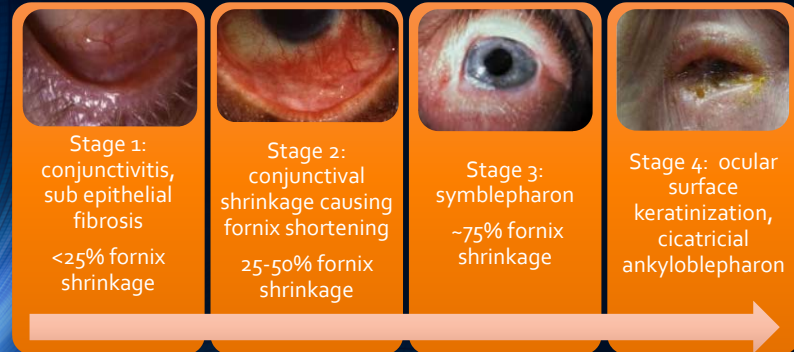 Stage 1:
conjunctivitis,
sub epithelial
fibrosis
<25% fornix
shrinkage
Stage 2:
conjunctival
shrinkage causing
fornix shortening
25-50% fornix
shrinkage
Stage 3:
symblepharon
~75% fornix
shrinkage
Stage 4: ocular
surface
keratinization,
cicatricial
ankyloblepharon